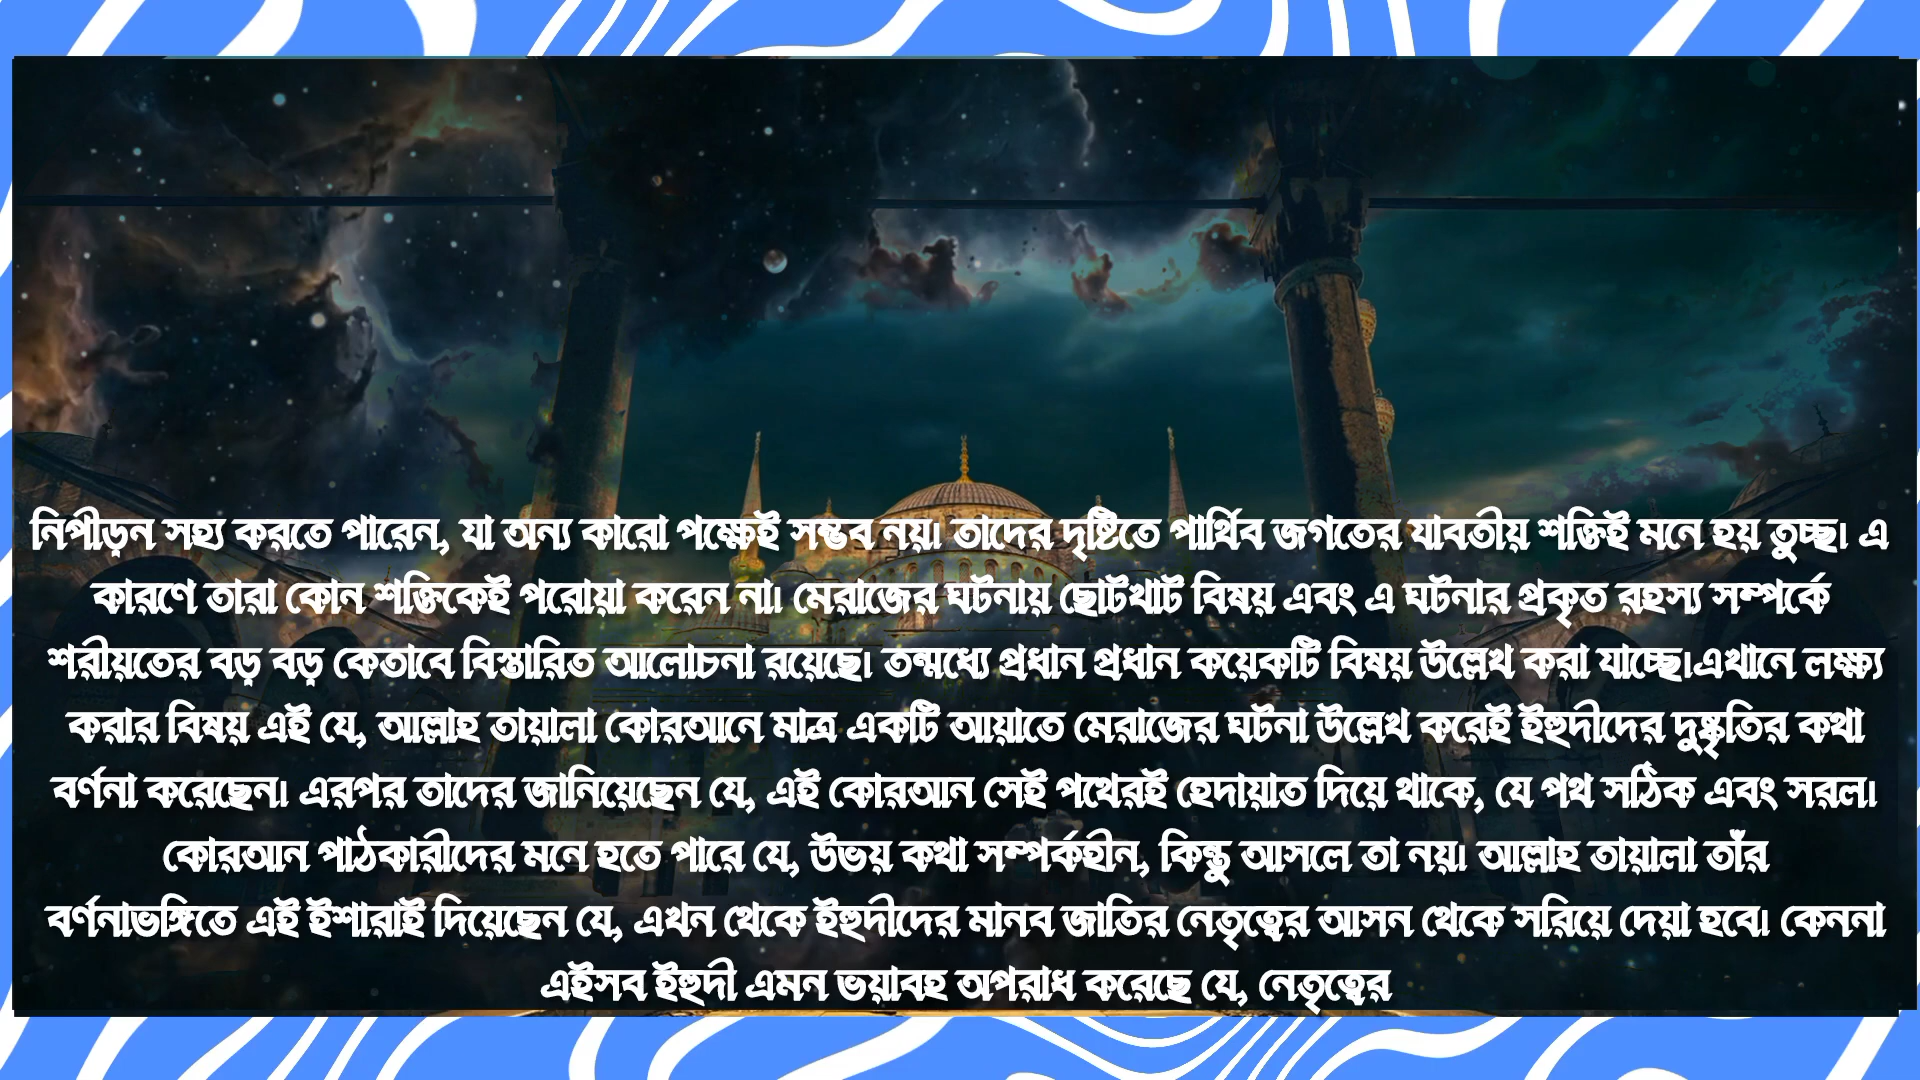 নিপীড়ন সহ্য করতে পারেন, যা অন্য কারো পক্ষেই সম্ভব নয়। তাদের দৃষ্টিতে পার্থিব জগতের যাবতীয় শক্তিই মনে হয় তুচ্ছ। এ
কারণে তারা কোন শক্তিকেই পরোয়া করেন না। মেরাজের ঘটনায় ছোটখাট বিষয় এবং এ ঘটনার প্রকৃত রহস্য সম্পর্কে
শরীয়তের বড় বড় কেতাবে বিস্তারিত আলোচনা রয়েছে। তন্মধ্যে প্রধান প্রধান কয়েকটি বিষয় উল্লেখ করা যাচ্ছে।এখানে লক্ষ্য
করার বিষয় এই যে, আল্লাহ তায়ালা কোরআনে মাত্র একটি আয়াতে মেরাজের ঘটনা উল্লেখ করেই ইহুদীদের দুষ্কৃতির কথা
বর্ণনা করেছেন। এরপর তাদের জানিয়েছেন যে, এই কোরআন সেই পথেরই হেদায়াত দিয়ে থাকে, যে পথ সঠিক এবং সরল।
কোরআন পাঠকারীদের মনে হতে পারে যে, উভয় কথা সম্পর্কহীন, কিন্তু আসলে তা নয়। আল্লাহ তায়ালা তাঁর
বর্ণনাভঙ্গিতে এই ইশারাই দিয়েছেন যে, এখন থেকে ইহুদীদের মানব জাতির নেতৃত্বের আসন থেকে সরিয়ে দেয়া হবে। কেননা
এইসব ইহুদী এমন ভয়াবহ অপরাধ করেছে যে, নেতৃত্বের